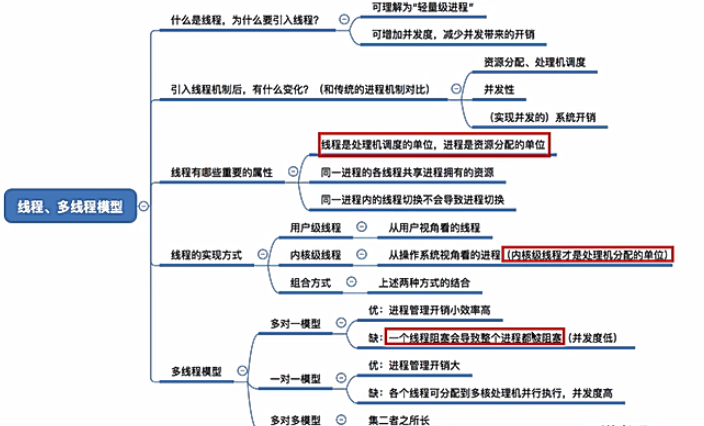 什么是线程，为什么要引入线程？
可理解为“轻量级进程”
可增加并发度，减少并发带来的开销
引入线程机制后，有什么变化？（和传统的进程机制对比）
资源分配、处理机调度
并发性
（实现并发的）系统开销
线程、多线程模型
线程有哪些重要的属性
线程是处理机调度的单位，进程是资源分配的单位
同一进程的各线程共享进程拥有的资源
同一进程内的线程切换不会导致进程切换
线程的实现方式
用户级线程
从用户视角看的线程
内核级线程
从操作系统视角看的进程（内核级线程才是处理机分配的单位）
组合方式
上述两种方式的结合
多线程模型
多对一模型
优：进程管理开销小效率高
缺：一个线程阻塞会导致整个进程都被阻塞（并发度低）
一对一模型
优：进程管理开销大
缺：各个线程可分配到多核处理机并行执行，并发度高
多对多模型
集二者之所长